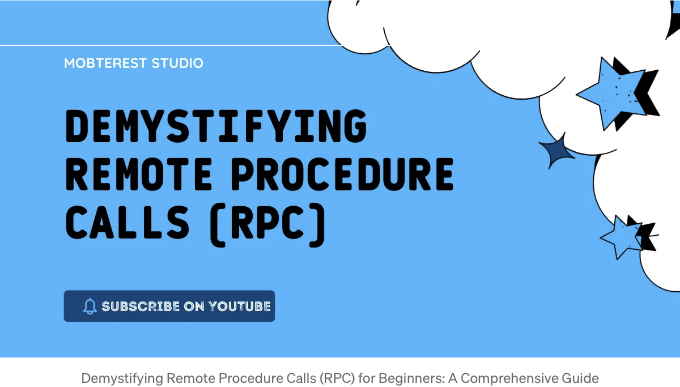 MOBTEREST STUDIO
DEMYSTIFYING
REMOTE PROCEDURE
CALLS (RPC)
SUBSCRIBE ON YOUTUBE
Demystifying Remote Procedure Calls (RPC) for Beginners: A Comprehensive Guide